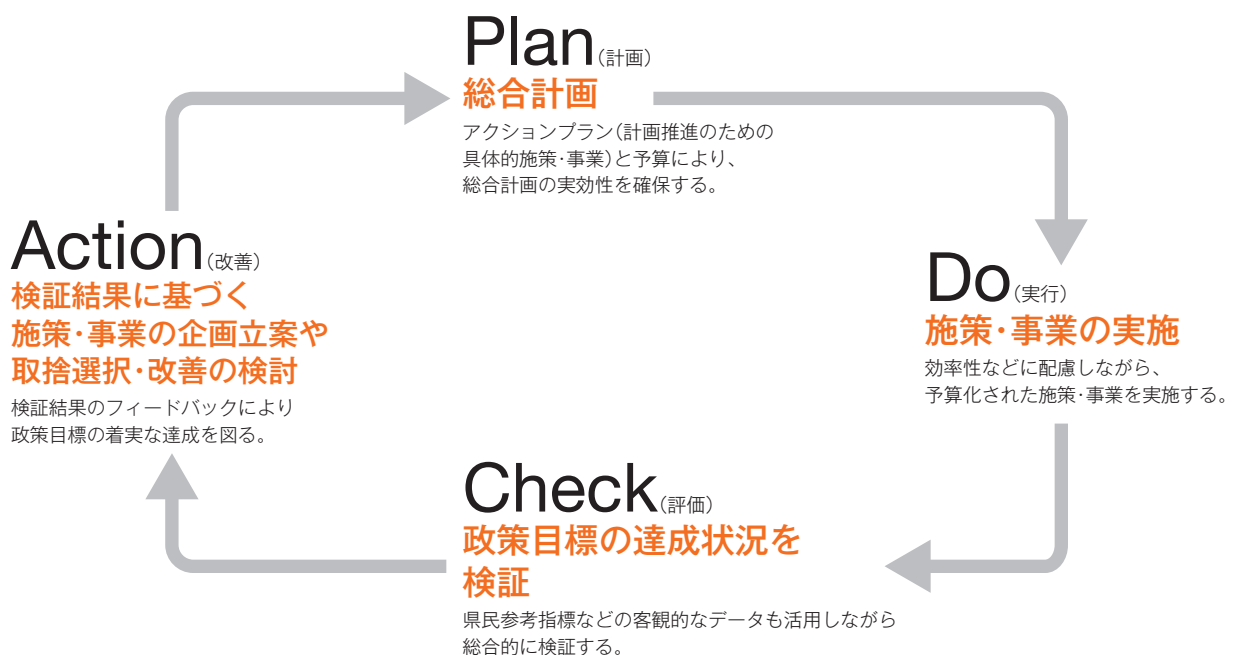 Plan(計画)
総合計画
アクションプラン(計画推進のための
具体的施策・事業)と予算により、
総合計画の実効性を確保する。
Do(実行)
施策・事業の実施
効率性などに配慮しながら、
予算化された施策・事業を実施する。
Check(評価)
政策目標の達成状況を
検証
県民参考指標などの客観的なデータも活用しながら
総合的に検証する。
Action(改善)
検証結果に基づく
施策・事業の企画立案や
取捨選択・改善の検討
検証結果のフィードバックにより
政策目標の着実な達成を図る。